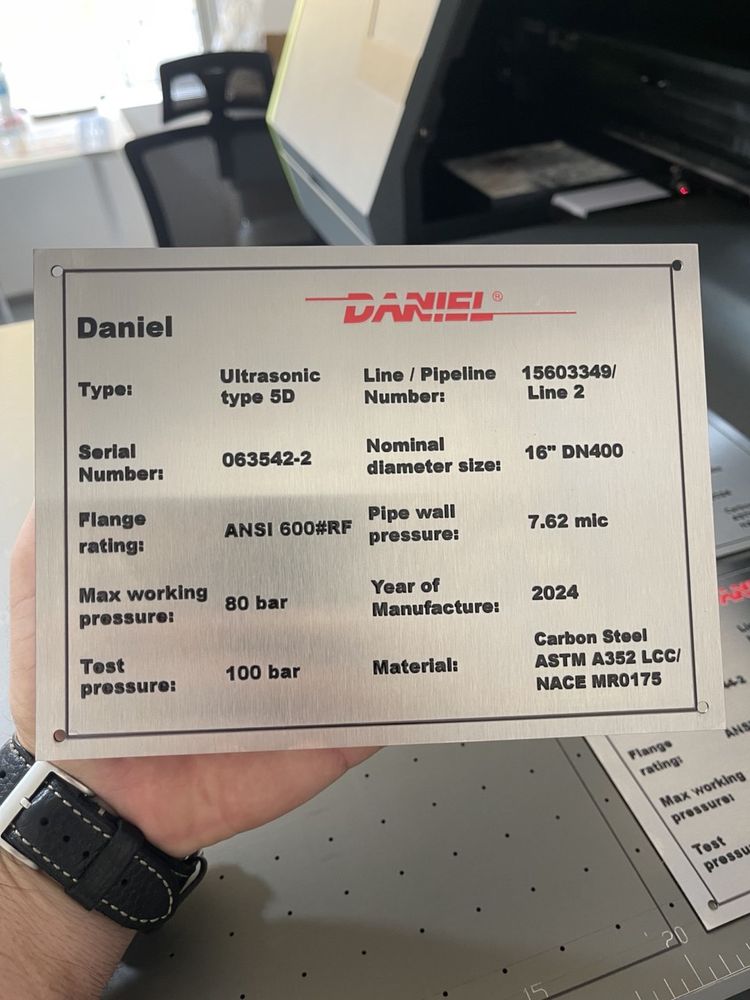 DANIEL®
Daniel
Type:
Ultrasonic
type 5D
Line / Pipeline
Number:
15603349/
Line 2
Serial
Number:
063542-2
Nominal
diameter size:
16" DN400
Flange
rating:
ANSI 600#RF
Pipe wall
pressure:
7.62 mic
Max working
pressure:
80 bar
Year of
Manufacture:
2024
Test
pressure:
100 bar
Material:
Carbon Steel
ASTM A352 LCC/
NACE MR0175
Flange
rating:
ANSI
Max working
pressure:
Test
15
20